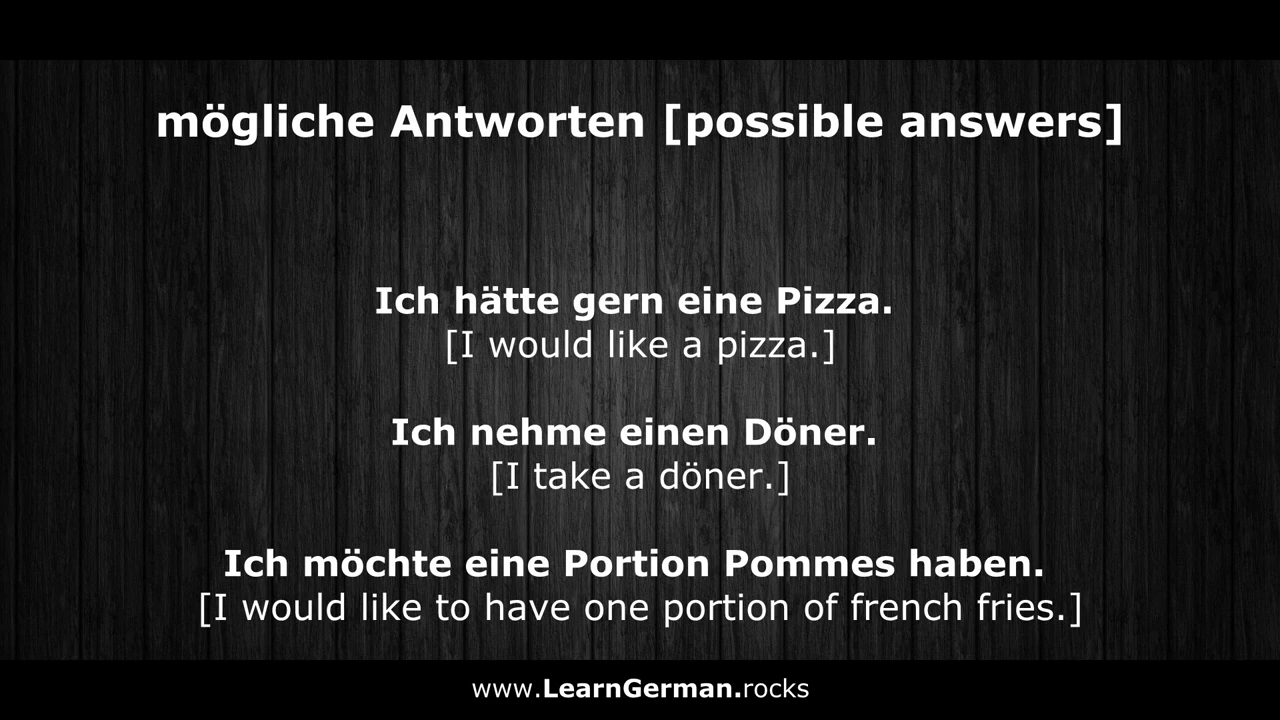 mögliche Antworten [possible answers]
Ich hätte gern eine Pizza.
[I would like a pizza.]
Ich nehme einen Döner.
[I take a döner.]
Ich möchte eine Portion Pommes haben.
[I would like to have one portion of french fries.]
www.LearnGerman.rocks